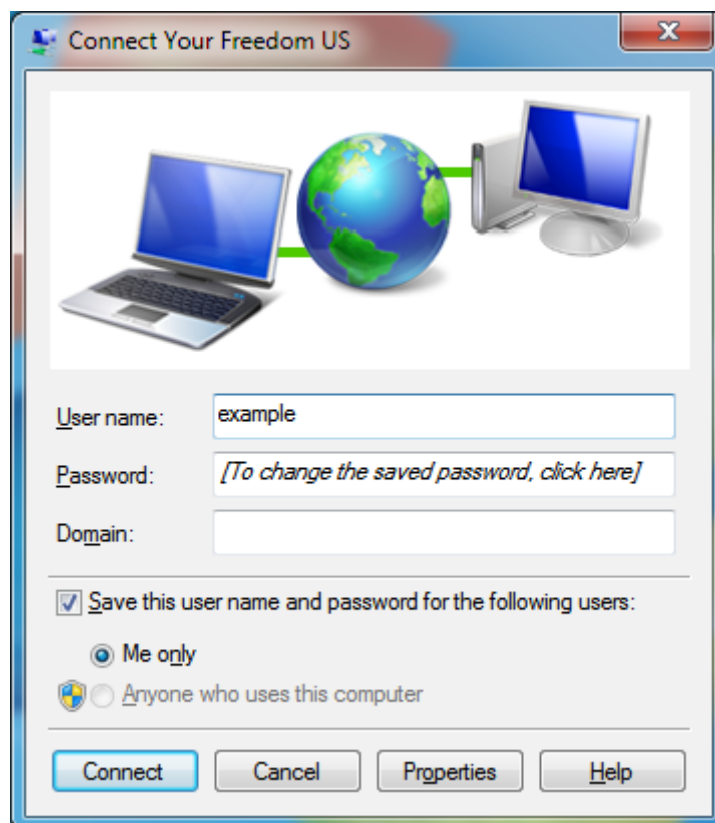 Connect Your Freedom US
User name: example
Password: [To change the saved password, click here]
Domain:
Save this user name and password for the following users:
Me only
Anyone who uses this computer
Connect Cancel Properties Help